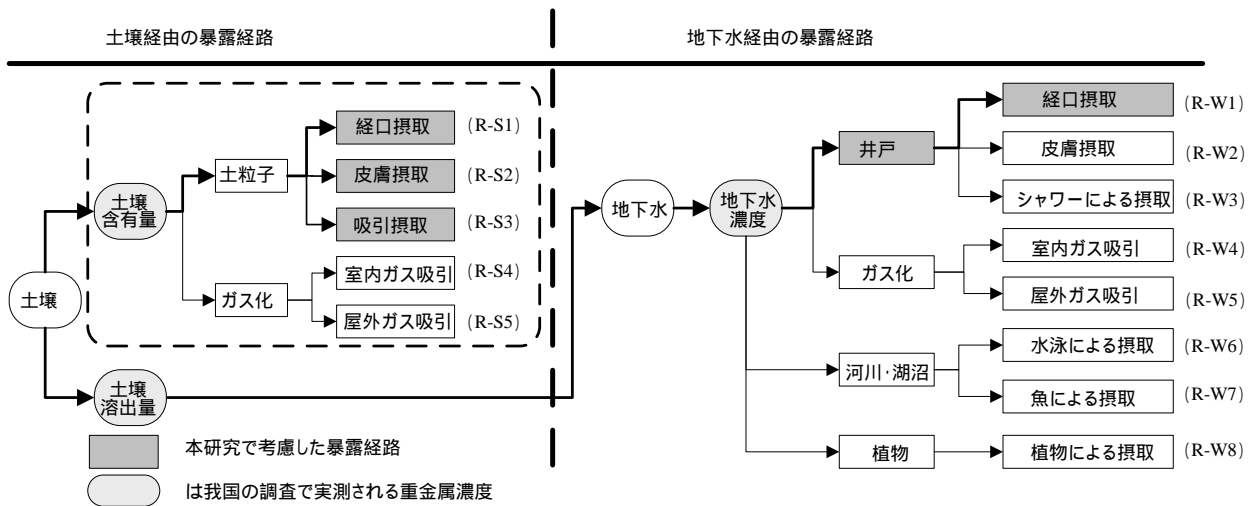 土壌経由の暴露経路
地下水経由の暴露経路
土壌
土壌
含有量
土粒子
経口摂取 (R-S1)
皮膚摂取 (R-S2)
吸引摂取 (R-S3)
ガス化
室内ガス吸引 (R-S4)
屋外ガス吸引 (R-S5)
土壌
溶出量
地下水
地下水
濃度
井戸
経口摂取 (R-W1)
皮膚摂取 (R-W2)
シャワーによる摂取 (R-W3)
ガス化
室内ガス吸引 (R-W4)
屋外ガス吸引 (R-W5)
河川・湖沼
水泳による摂取 (R-W6)
魚による摂取 (R-W7)
植物
植物による摂取 (R-W8)
本研究で考慮した暴露経路
は我国の調査で実測される重金属濃度